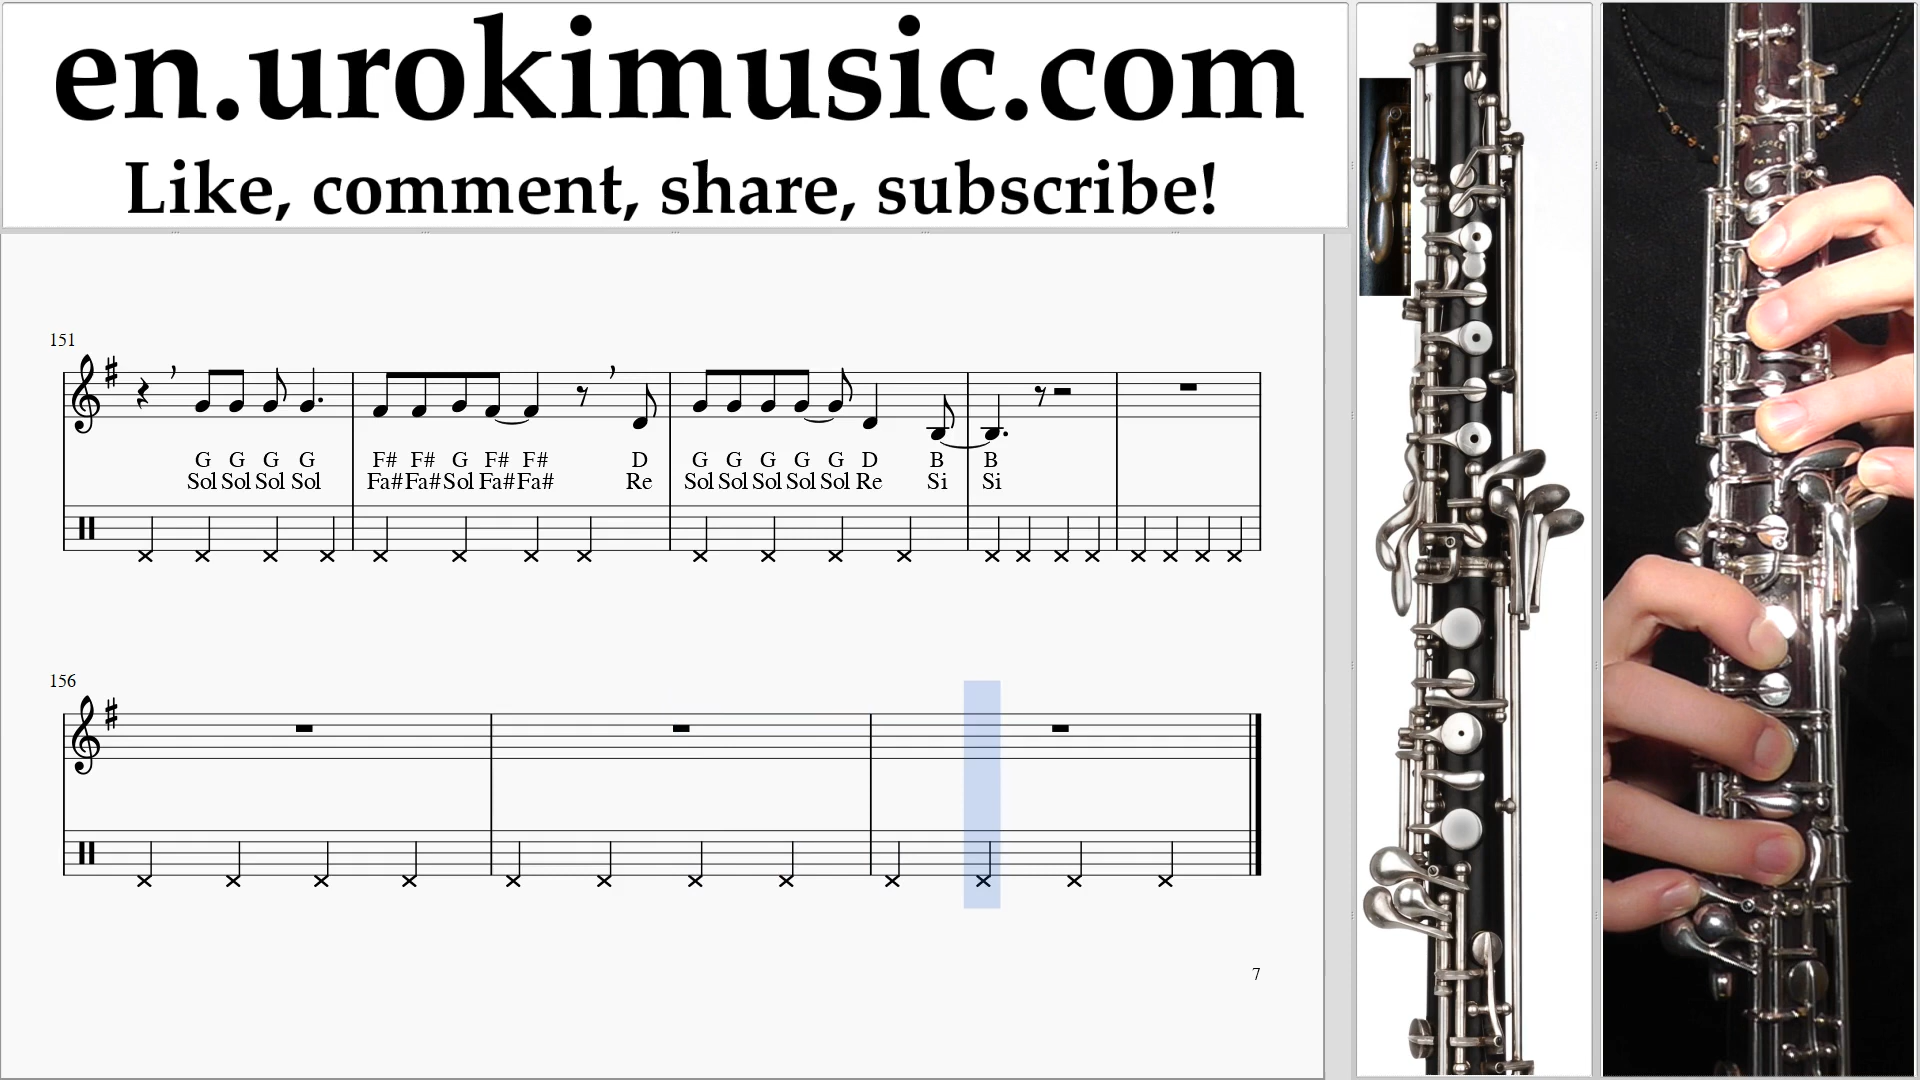 en.urokimusic.com
Like, comment, share, subscribe!
151
G G G G F# F# G F# F# D G G G G G D B B
Sol Sol Sol Sol Fa# Fa# Sol Fa# Fa# Re Sol Sol Sol Sol Sol Re Si Si
156
7